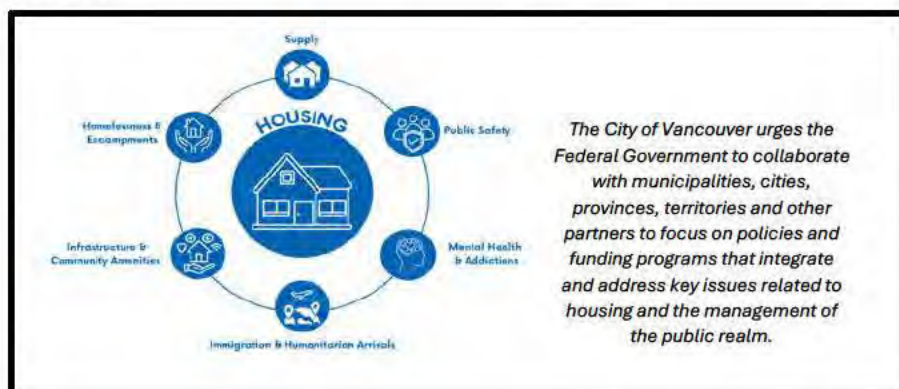 Supply
HOUSING
Homelessness &
Encampments
Public Safety
Infrastructure &
Community Amenities
Mental Health
& Addictions
Immigration & Humanitarian Arrivals
The City of Vancouver urges the
Federal Government to collaborate
with municipalities, cities,
provinces, territories and other
partners to focus on policies and
funding programs that integrate
and address key issues related to
housing and the management of
the public realm.